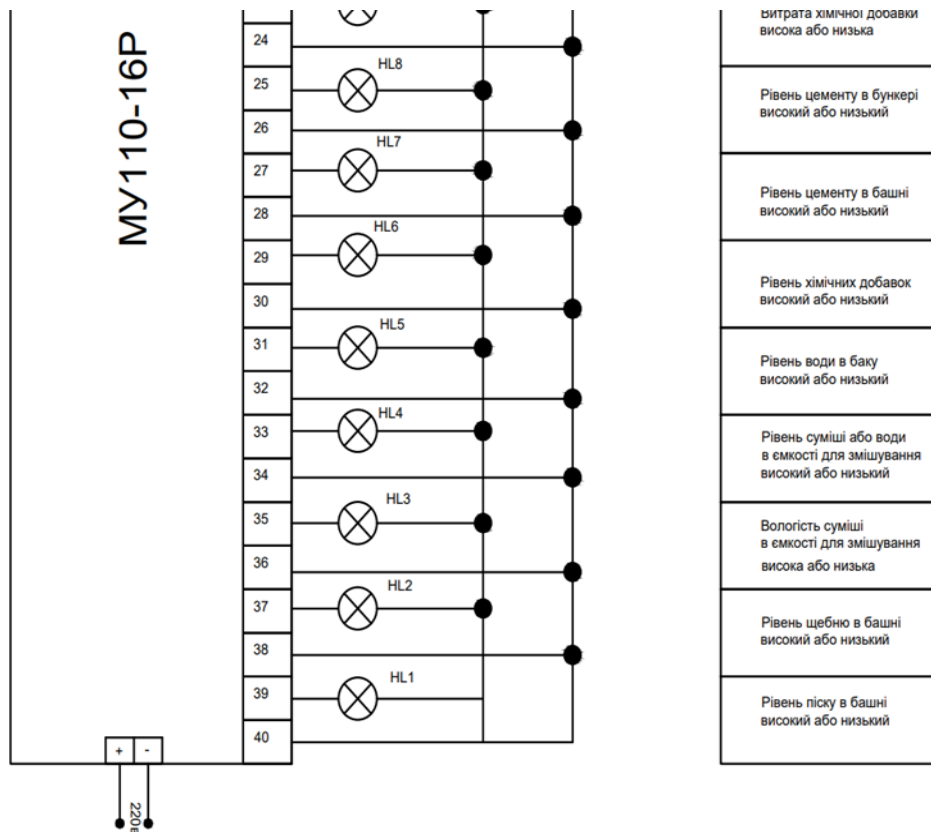 МУ110-16Р
24
25
26
27
28
29
30
31
32
33
34
35
36
37
38
39
40
HL8
HL7
HL6
HL5
HL4
HL3
HL2
HL1
+ -
220в
Витрата хімічної добавки
висока або низька
Рівень цементу в бункері
високий або низький
Рівень цементу в башні
високий або низький
Рівень хімічних добавок
високий або низький
Рівень води в баку
високий або низький
Рівень суміші або води
в ємкості для змішування
високий або низький
Вологість суміші
в ємкості для змішування
висока або низька
Рівень щебню в башні
високий або низький
Рівень піску в башні
високий або низький